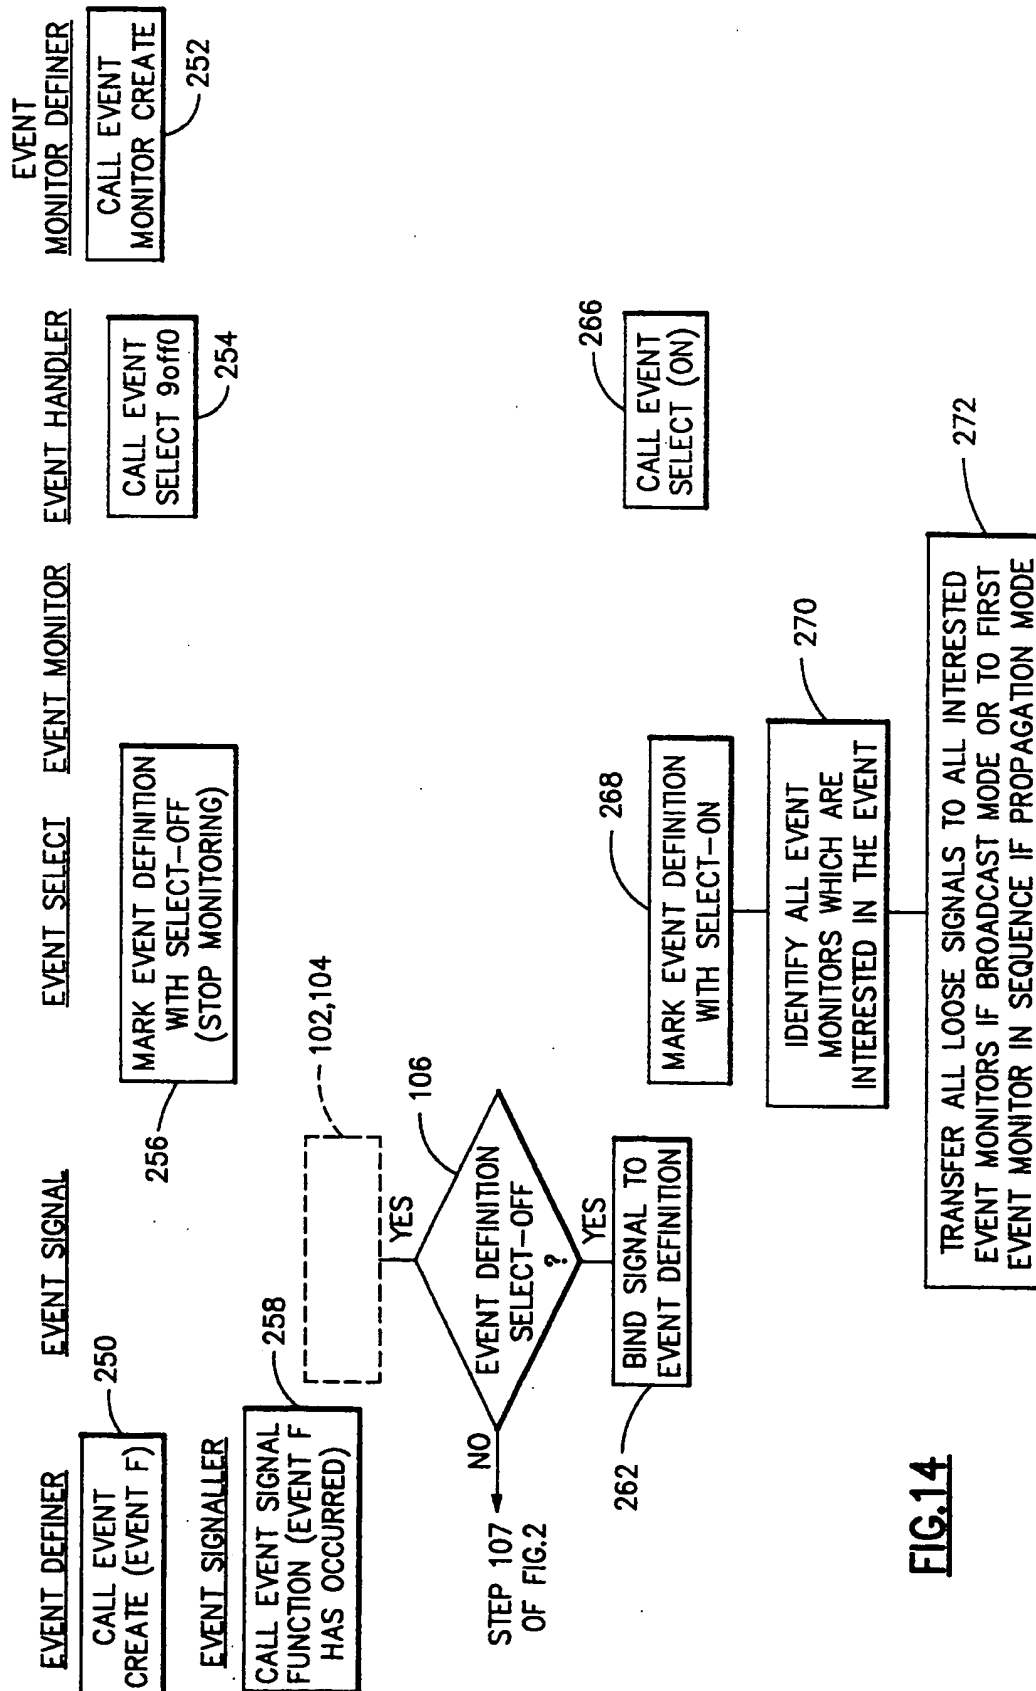 EVENT DEFINER
CALL EVENT
CREATE (EVENT F)
250
EVENT SIGNALLER
CALL EVENT SIGNAL
FUNCTION (EVENT F
HAS OCCURRED)
258
EVENT SIGNAL
102,104
YES
106
EVENT DEFINITION
SELECT-OFF
?
NO
STEP 107
OF FIG.2
YES
BIND SIGNAL TO
EVENT DEFINITION
262
EVENT SELECT
MARK EVENT DEFINITION
WITH SELECT-OFF
(STOP MONITORING)
256
MARK EVENT DEFINITION
WITH SELECT-ON
268
IDENTIFY ALL EVENT
MONITORS WHICH ARE
INTERESTED IN THE EVENT
270
TRANSFER ALL LOOSE SIGNALS TO ALL INTERESTED
EVENT MONITORS IF BROADCAST MODE OR TO FIRST
EVENT MONITOR IN SEQUENCE IF PROPAGATION MODE
272
EVENT MONITOR
EVENT HANDLER
CALL EVENT
SELECT 9off0
254
CALL EVENT
SELECT (ON)
266
EVENT
MONITOR DEFINER
CALL EVENT
MONITOR CREATE
252
FIG.14